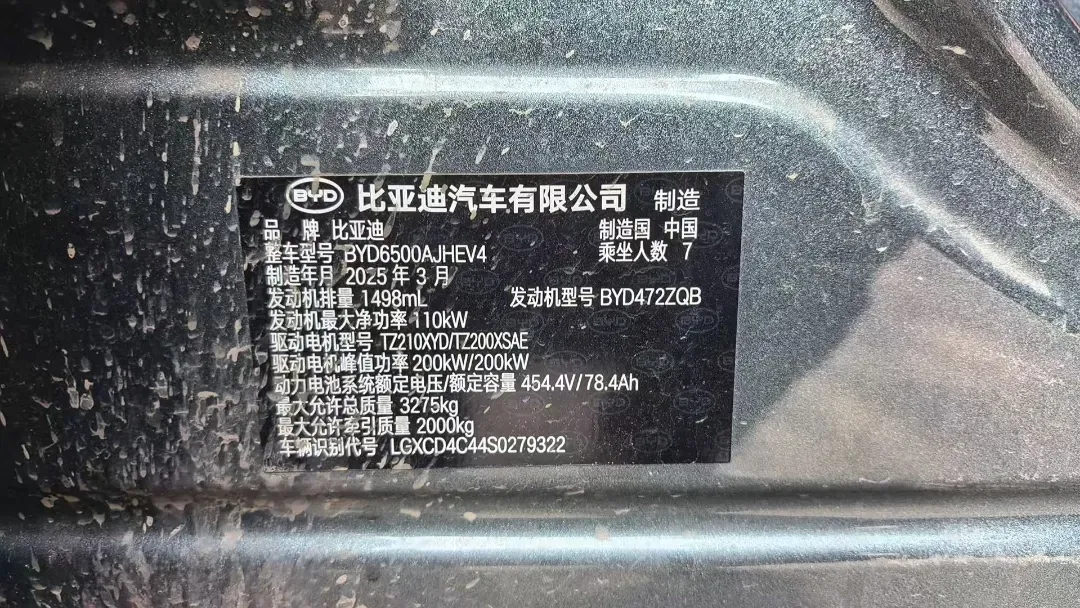 BYD 比亚迪汽车有限公司 制造
品 牌 比亚迪 制造国 中国
整车型号 BYD6500AJHEV4 乘坐人数 7
制造年月 2025 年 3 月
发动机排量 1498mL 发动机型号 BYD472ZQB
发动机最大净功率 110kW
驱动电机型号 TZ210XYD/TZ200XSAE
驱动电机峰值功率 200kW/200kW
动力电池系统额定电压/额定容量 454.4V/78.4Ah
最大允许总质量 3275kg
最大允许牵引质量 2000kg
车辆识别代号 LGXCD4C44S0279322